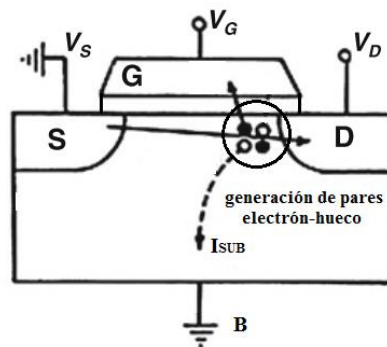 V_G
V_S
V_D
G
S
D
generación de pares
electrón-hueco
I_SUB
B